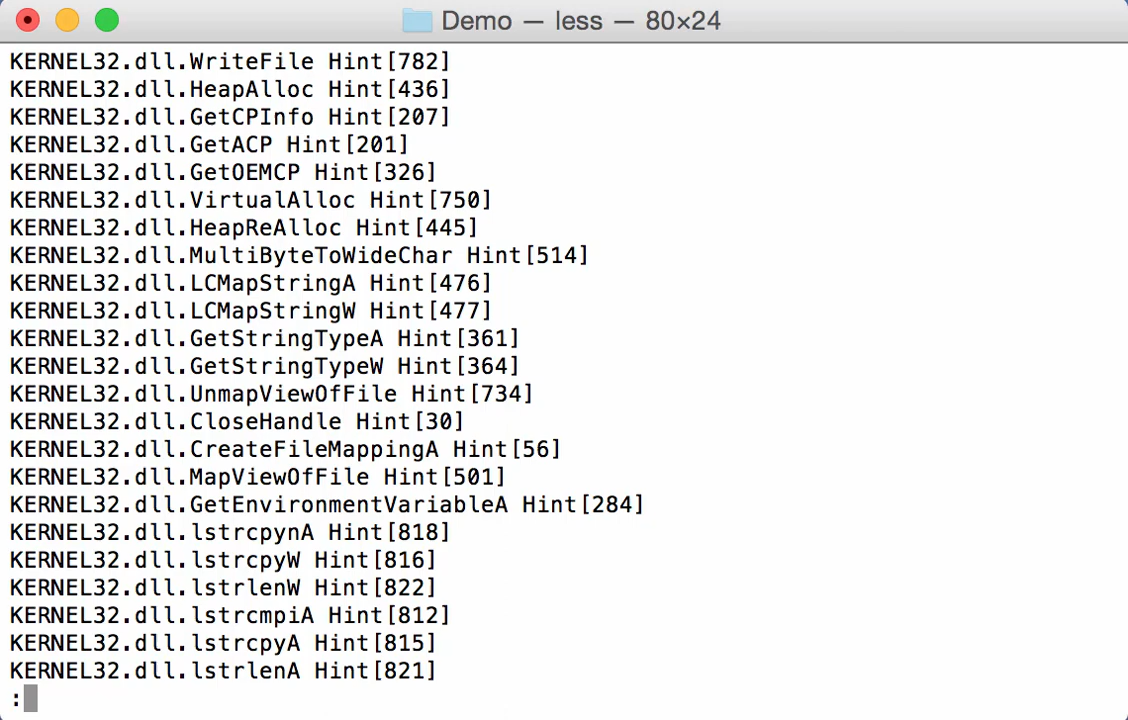 Demo — less — 80×24
KERNEL32.dll.WriteFile Hint[782]
KERNEL32.dll.HeapAlloc Hint[436]
KERNEL32.dll.GetCPInfo Hint[207]
KERNEL32.dll.GetACP Hint[201]
KERNEL32.dll.GetOEMCP Hint[326]
KERNEL32.dll.VirtualAlloc Hint[750]
KERNEL32.dll.HeapReAlloc Hint[445]
KERNEL32.dll.MultiByteToWideChar Hint[514]
KERNEL32.dll.LCMapStringA Hint[476]
KERNEL32.dll.LCMapStringW Hint[477]
KERNEL32.dll.GetStringTypeA Hint[361]
KERNEL32.dll.GetStringTypeW Hint[364]
KERNEL32.dll.UnmapViewOfFile Hint[734]
KERNEL32.dll.CloseHandle Hint[30]
KERNEL32.dll.CreateFileMappingA Hint[56]
KERNEL32.dll.MapViewOfFile Hint[501]
KERNEL32.dll.GetEnvironmentVariableA Hint[284]
KERNEL32.dll.lstrcpynA Hint[818]
KERNEL32.dll.lstrcpyW Hint[816]
KERNEL32.dll.lstrlenW Hint[822]
KERNEL32.dll.lstrcmpiA Hint[812]
KERNEL32.dll.lstrcpyA Hint[815]
KERNEL32.dll.lstrlenA Hint[821]
: